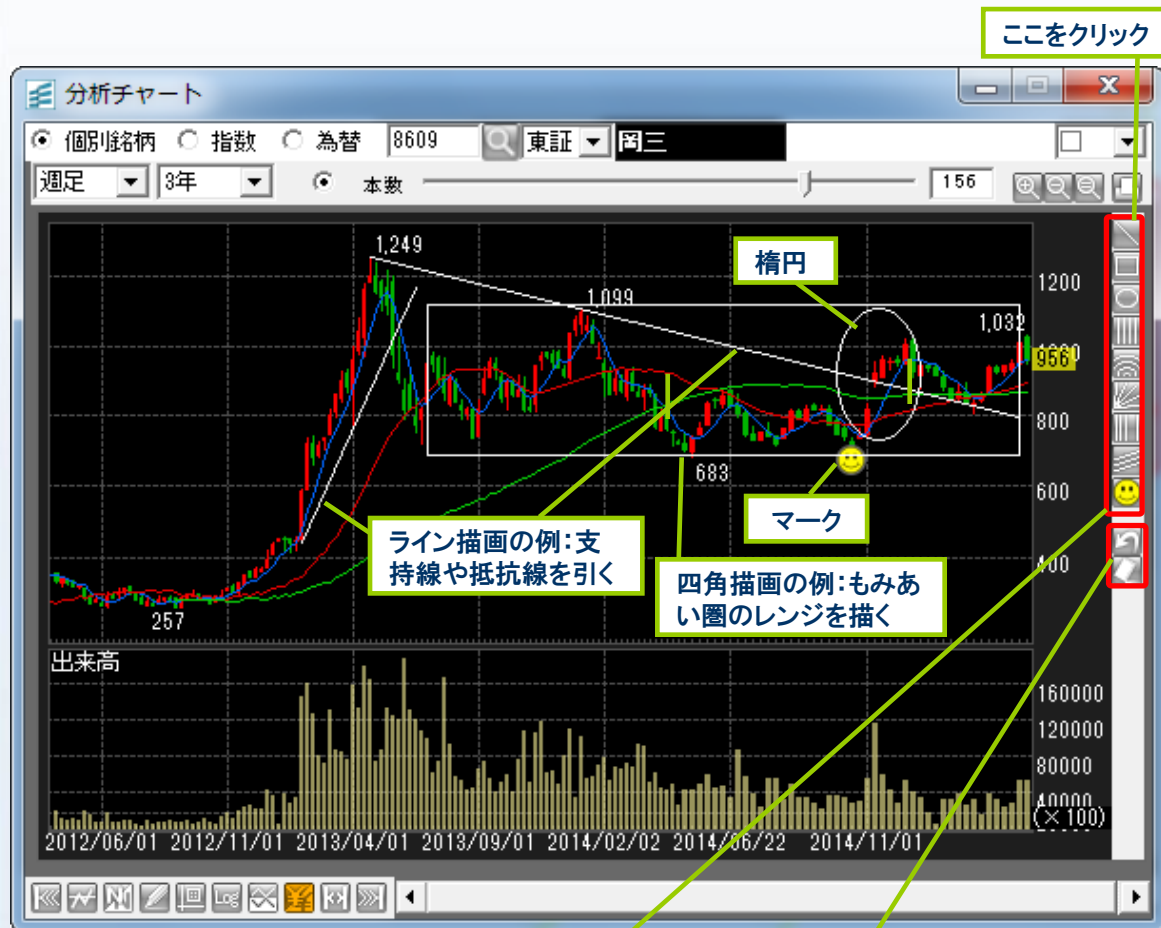 ここをクリック
分析チャート
個別銘柄 指数 為替 8609 東証 岡三
週足 3年 本数 156
1,249
楕円
1,099
1,032
1200
956
800
683
600
マーク
ライン描画の例：支
持線や抵抗線を引く
四角描画の例：もみあ
い圏のレンジを描く
400
257
出来高
160000
120000
80000
40000
(×100)
2012/06/01 2012/11/01 2013/04/01 2013/09/01 2014/02/02 2014/06/22 2014/11/01
Log